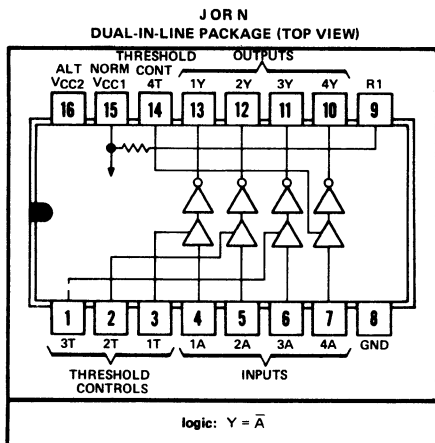 J OR N
DUAL-IN-LINE PACKAGE (TOP VIEW)
THRESHOLD OUTPUTS
ALT NORM CONT
VCC2 VCC1 4T 1Y 2Y 3Y 4Y R1
16 15 14 13 12 11 10 9
1 2 3 4 5 6 7 8
3T 2T 1T 1A 2A 3A 4A GND
THRESHOLD INPUTS
CONTROLS
logic: Y = A̅